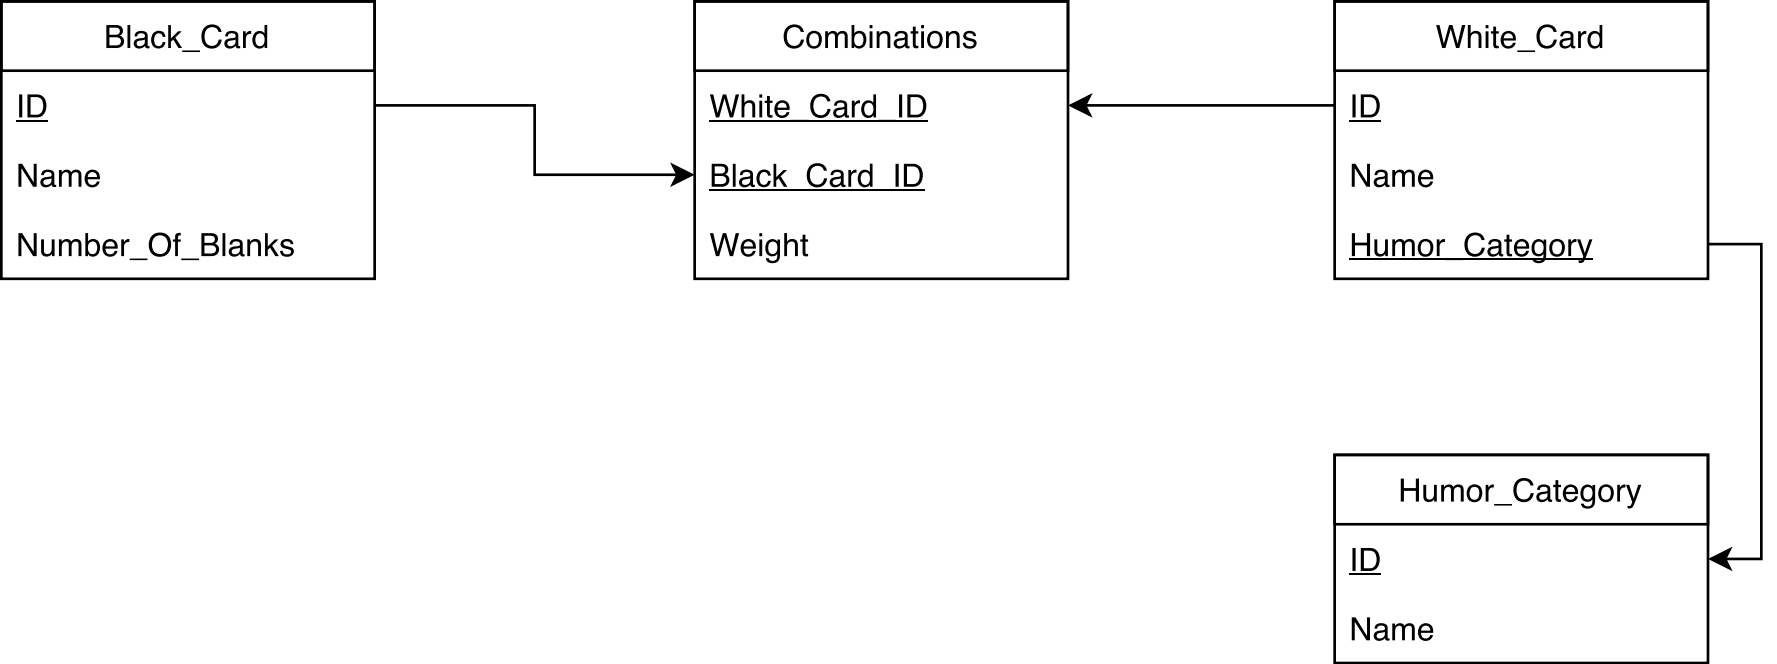 Black_Card
ID
Name
Number_Of_Blanks
Combinations
White_Card_ID
Black_Card_ID
Weight
White_Card
ID
Name
Humor_Category
Humor_Category
ID
Name